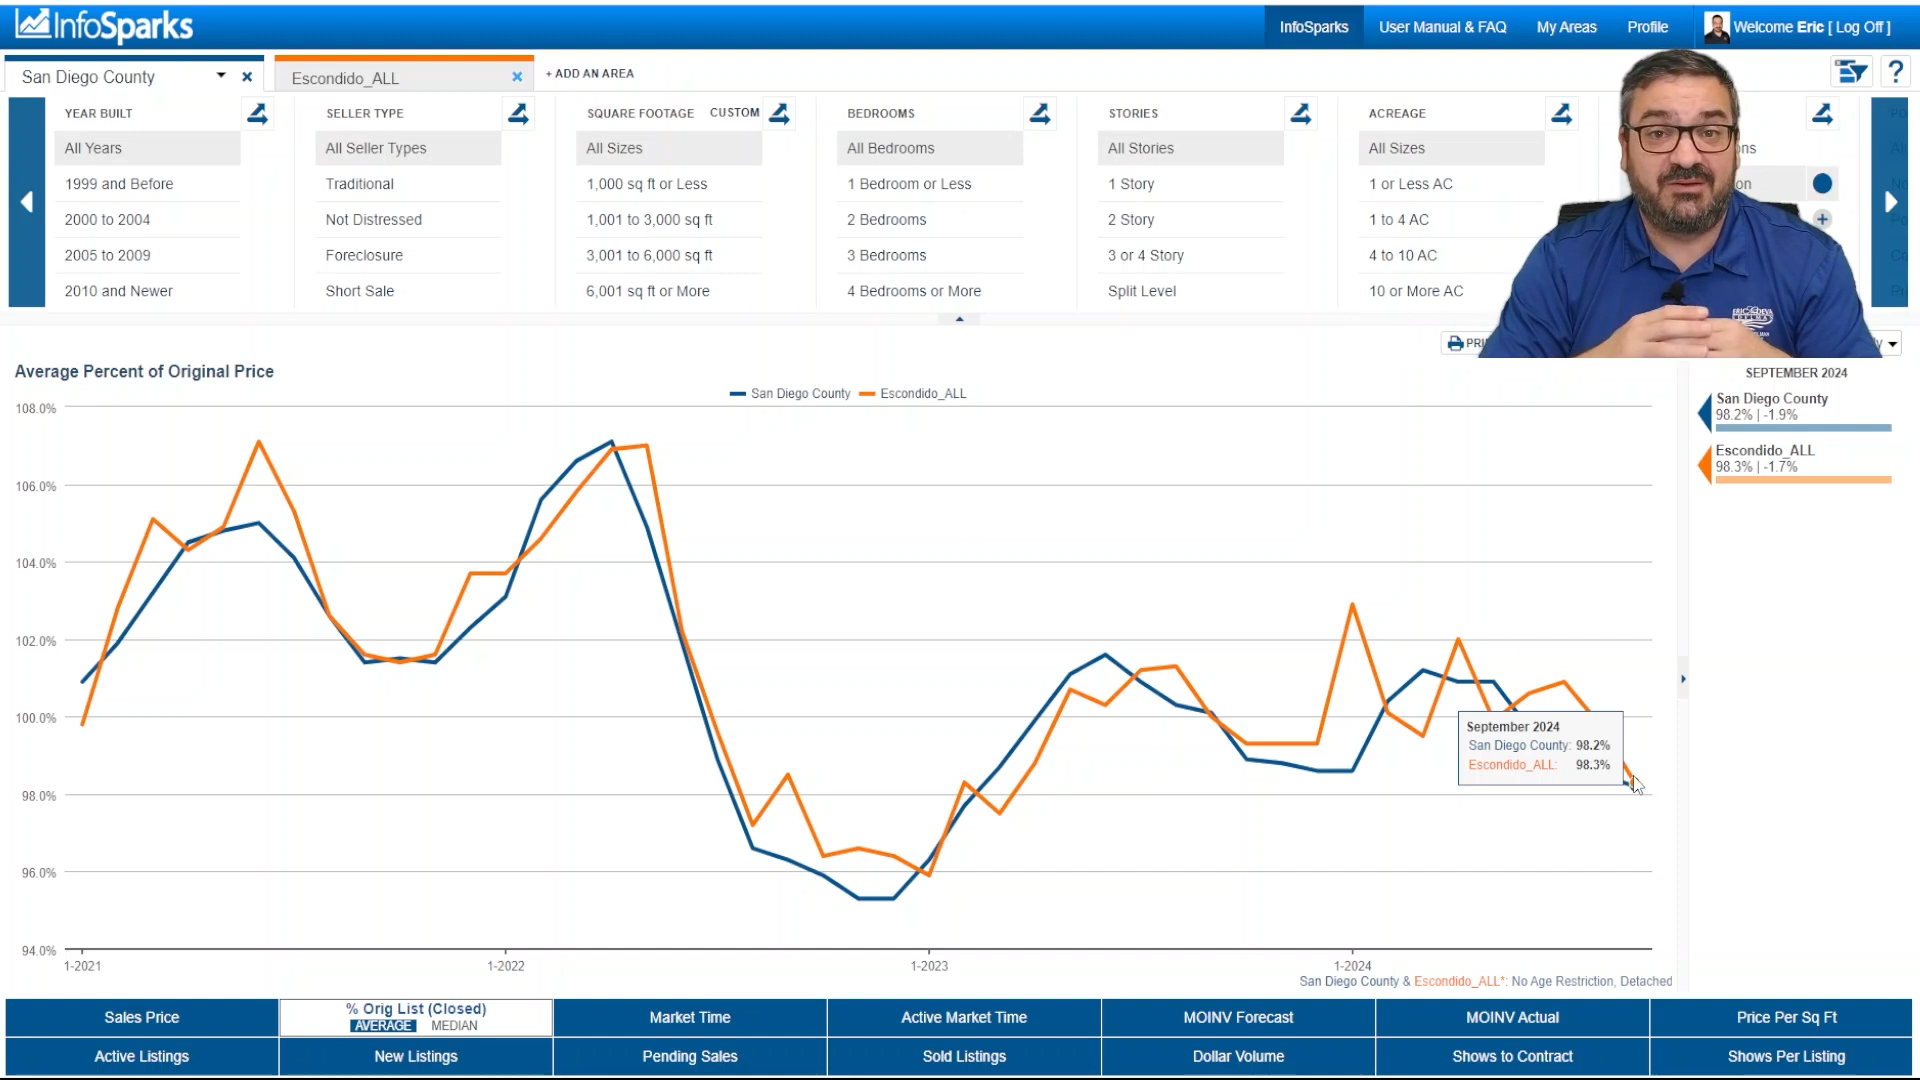 InfoSparks
InfoSparks
User Manual & FAQ
My Areas
Profile
Welcome Eric [ Log Off ]
San Diego County
Escondido_ALL
+ ADD AN AREA
?
YEAR BUILT
All Years
1999 and Before
2000 to 2004
2005 to 2009
2010 and Newer
SELLER TYPE
All Seller Types
Traditional
Not Distressed
Foreclosure
Short Sale
SQUARE FOOTAGE CUSTOM
All Sizes
1,000 sq ft or Less
1,001 to 3,000 sq ft
3,001 to 6,000 sq ft
6,001 sq ft or More
BEDROOMS
All Bedrooms
1 Bedroom or Less
2 Bedrooms
3 Bedrooms
4 Bedrooms or More
STORIES
All Stories
1 Story
2 Story
3 or 4 Story
Split Level
ACREAGE
All Sizes
1 or Less AC
1 to 4 AC
4 to 10 AC
10 or More AC
Average Percent of Original Price
San Diego County
Escondido_ALL
108.0%
106.0%
104.0%
102.0%
100.0%
98.0%
96.0%
94.0%
1-2021
1-2022
1-2023
1-2024
September 2024
San Diego County: 98.2%
Escondido_ALL: 98.3%
San Diego County & Escondido_ALL*: No Age Restriction, Detached
SEPTEMBER 2024
San Diego County
98.2% | -1.9%
Escondido_ALL
98.3% | -1.7%
Sales Price
% Orig List (Closed)
AVERAGE MEDIAN
Market Time
Active Market Time
MOINV Forecast
MOINV Actual
Price Per Sq Ft
Active Listings
New Listings
Pending Sales
Sold Listings
Dollar Volume
Shows to Contract
Shows Per Listing